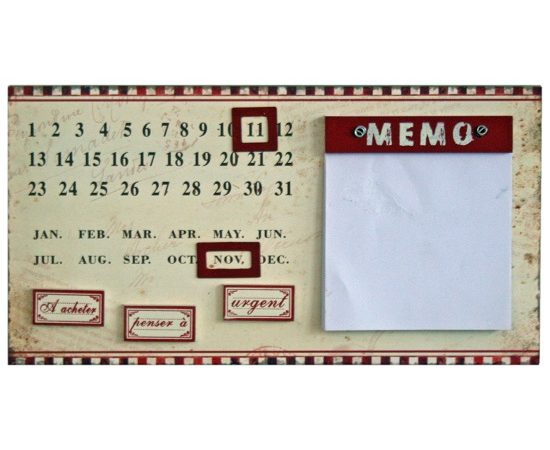 1 2 3 4 5 6 7 8 9 10 11 12
13 14 15 16 17 18 19 20 21 22
23 24 25 26 27 28 29 30 31
JAN. FEB. MAR. APR. MAY. JUN.
JUL. AUG. SEP. OCT. NOV. DEC.
A acheter
penser à
urgent
MEMO